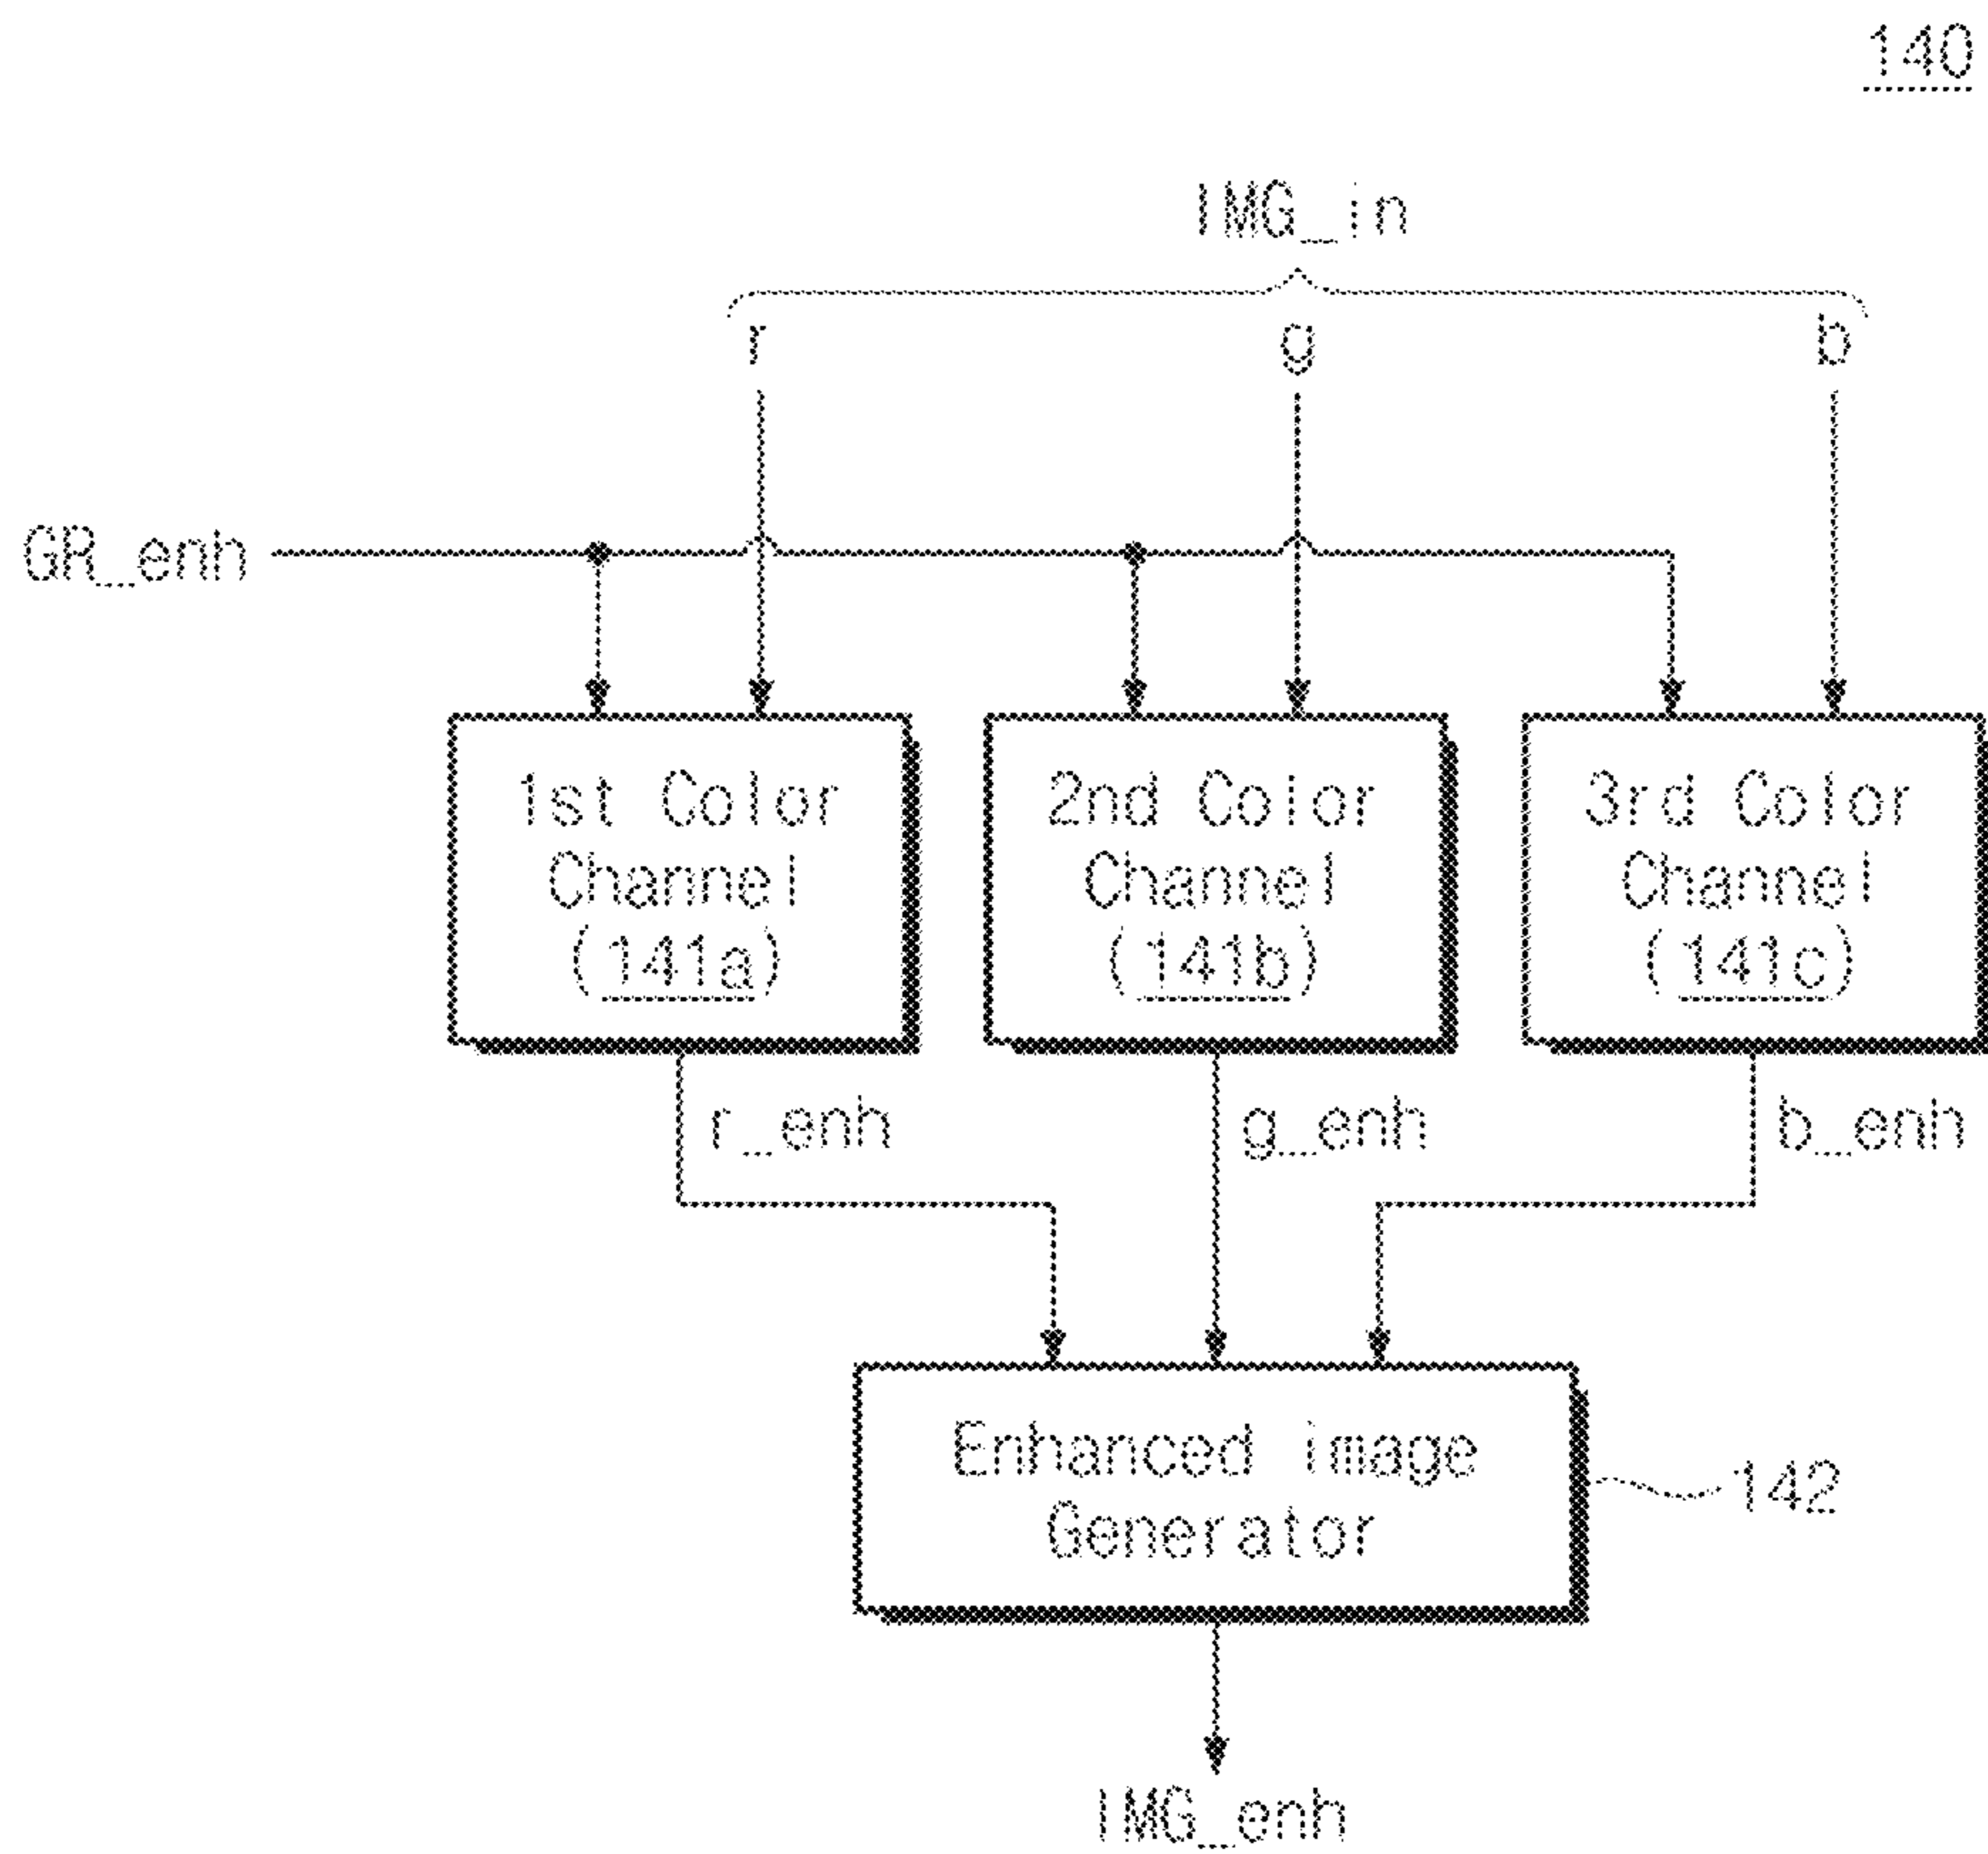 140
IMG_in
r g b
GR_enh
1st Color
Channel
(141a)
2nd Color
Channel
(141b)
3rd Color
Channel
(141c)
r_enh
g_enh
b_enh
Enhanced image
Generator
142
IMG_enh